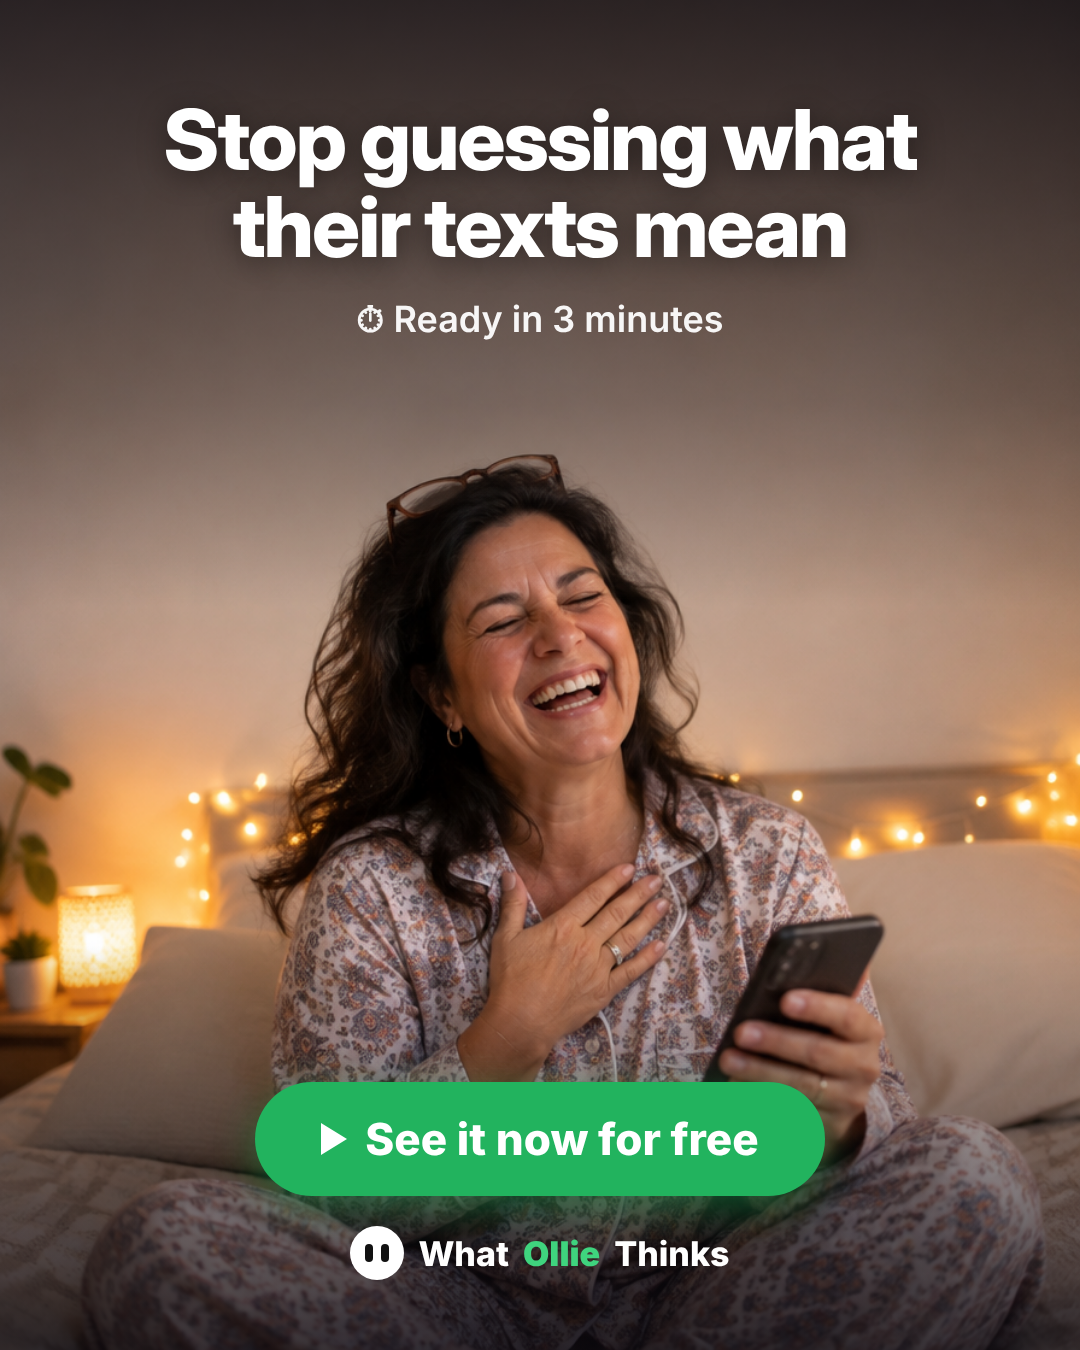 Stop guessing what
their texts mean
⏱ Ready in 3 minutes
▶ See it now for free
What Ollie Thinks